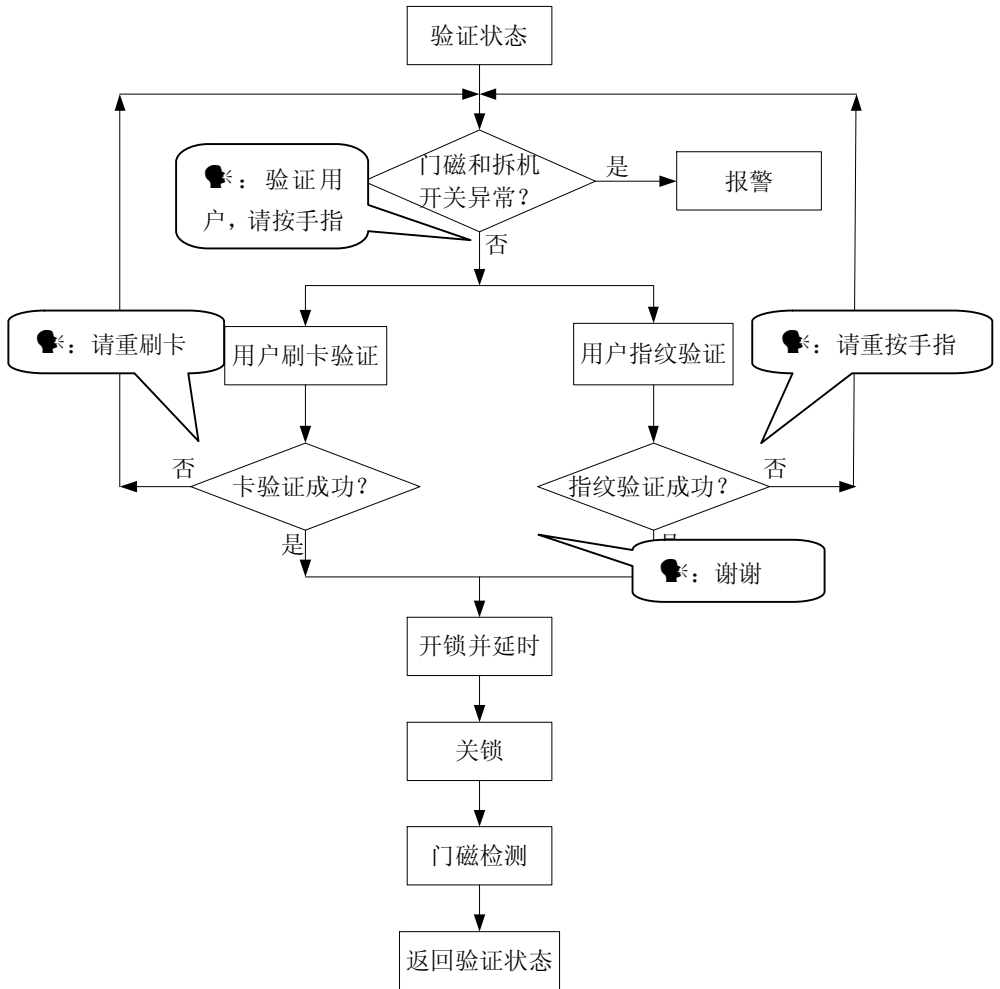 验证状态
门磁和拆机
开关异常？
是
报警
：验证用
户，请按手指
否
：请重刷卡
用户刷卡验证
用户指纹验证
：请重按手指
否
卡验证成功？
指纹验证成功？
否
是
：谢谢
开锁并延时
关锁
门磁检测
返回验证状态